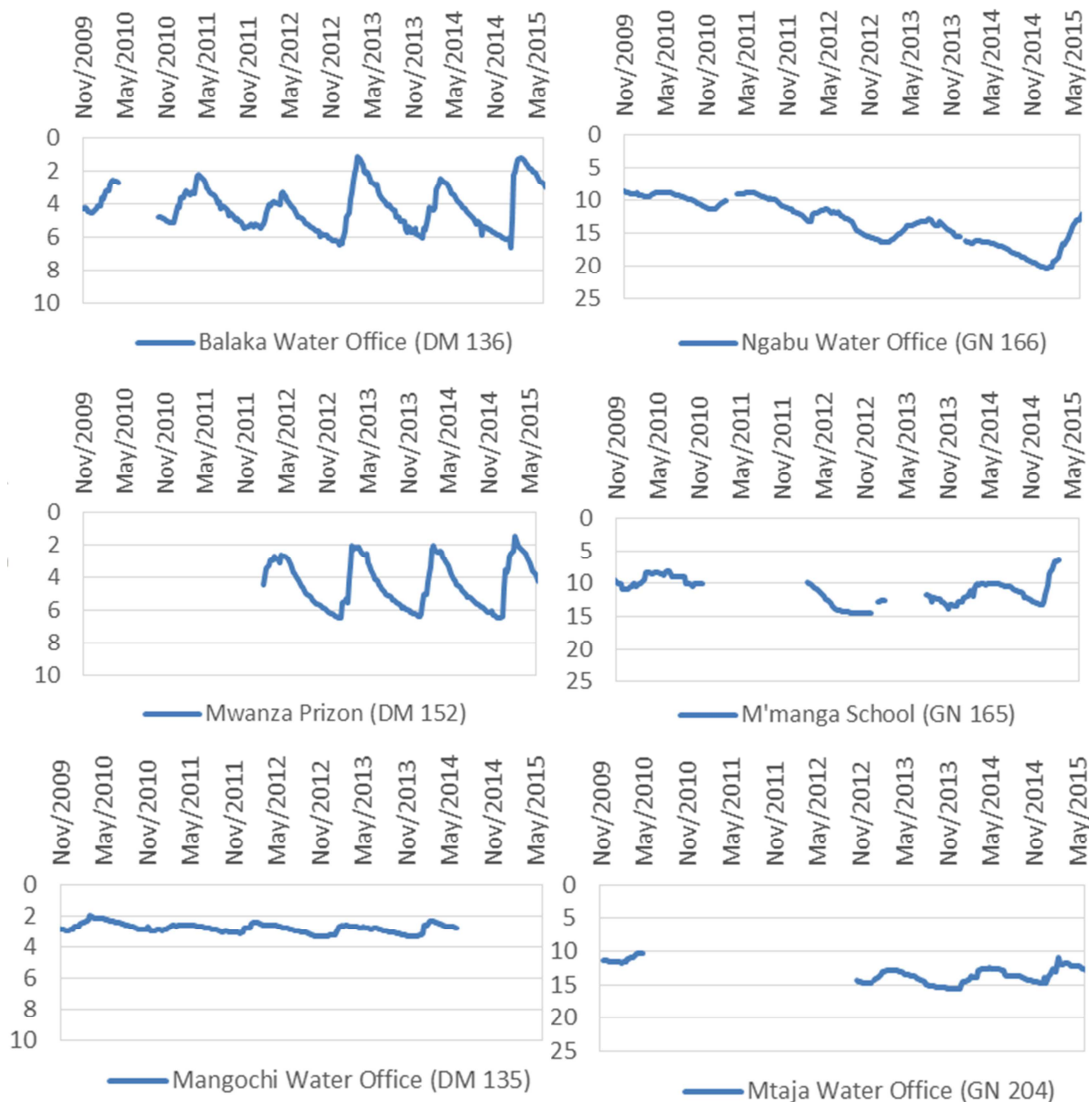 Nov/2009
May/2010
Nov/2010
May/2011
Nov/2011
May/2012
Nov/2012
May/2013
Nov/2013
May/2014
Nov/2014
May/2015
0
2
4
6
8
10
Balaka Water Office (DM 136)
Nov/2009
May/2010
Nov/2010
May/2011
Nov/2011
May/2012
Nov/2012
May/2013
Nov/2013
May/2014
Nov/2014
May/2015
0
5
10
15
20
25
Ngabu Water Office (GN 166)
Nov/2009
May/2010
Nov/2010
May/2011
Nov/2011
May/2012
Nov/2012
May/2013
Nov/2013
May/2014
Nov/2014
May/2015
0
2
4
6
8
10
Mwanza Prizon (DM 152)
Nov/2009
May/2010
Nov/2010
May/2011
Nov/2011
May/2012
Nov/2012
May/2013
Nov/2013
May/2014
Nov/2014
May/2015
0
5
10
15
20
25
M'manga School (GN 165)
Nov/2009
May/2010
Nov/2010
May/2011
Nov/2011
May/2012
Nov/2012
May/2013
Nov/2013
May/2014
Nov/2014
May/2015
0
2
4
6
8
10
Mangochi Water Office (DM 135)
Nov/2009
May/2010
Nov/2010
May/2011
Nov/2011
May/2012
Nov/2012
May/2013
Nov/2013
May/2014
Nov/2014
May/2015
0
5
10
15
20
25
Mtaja Water Office (GN 204)